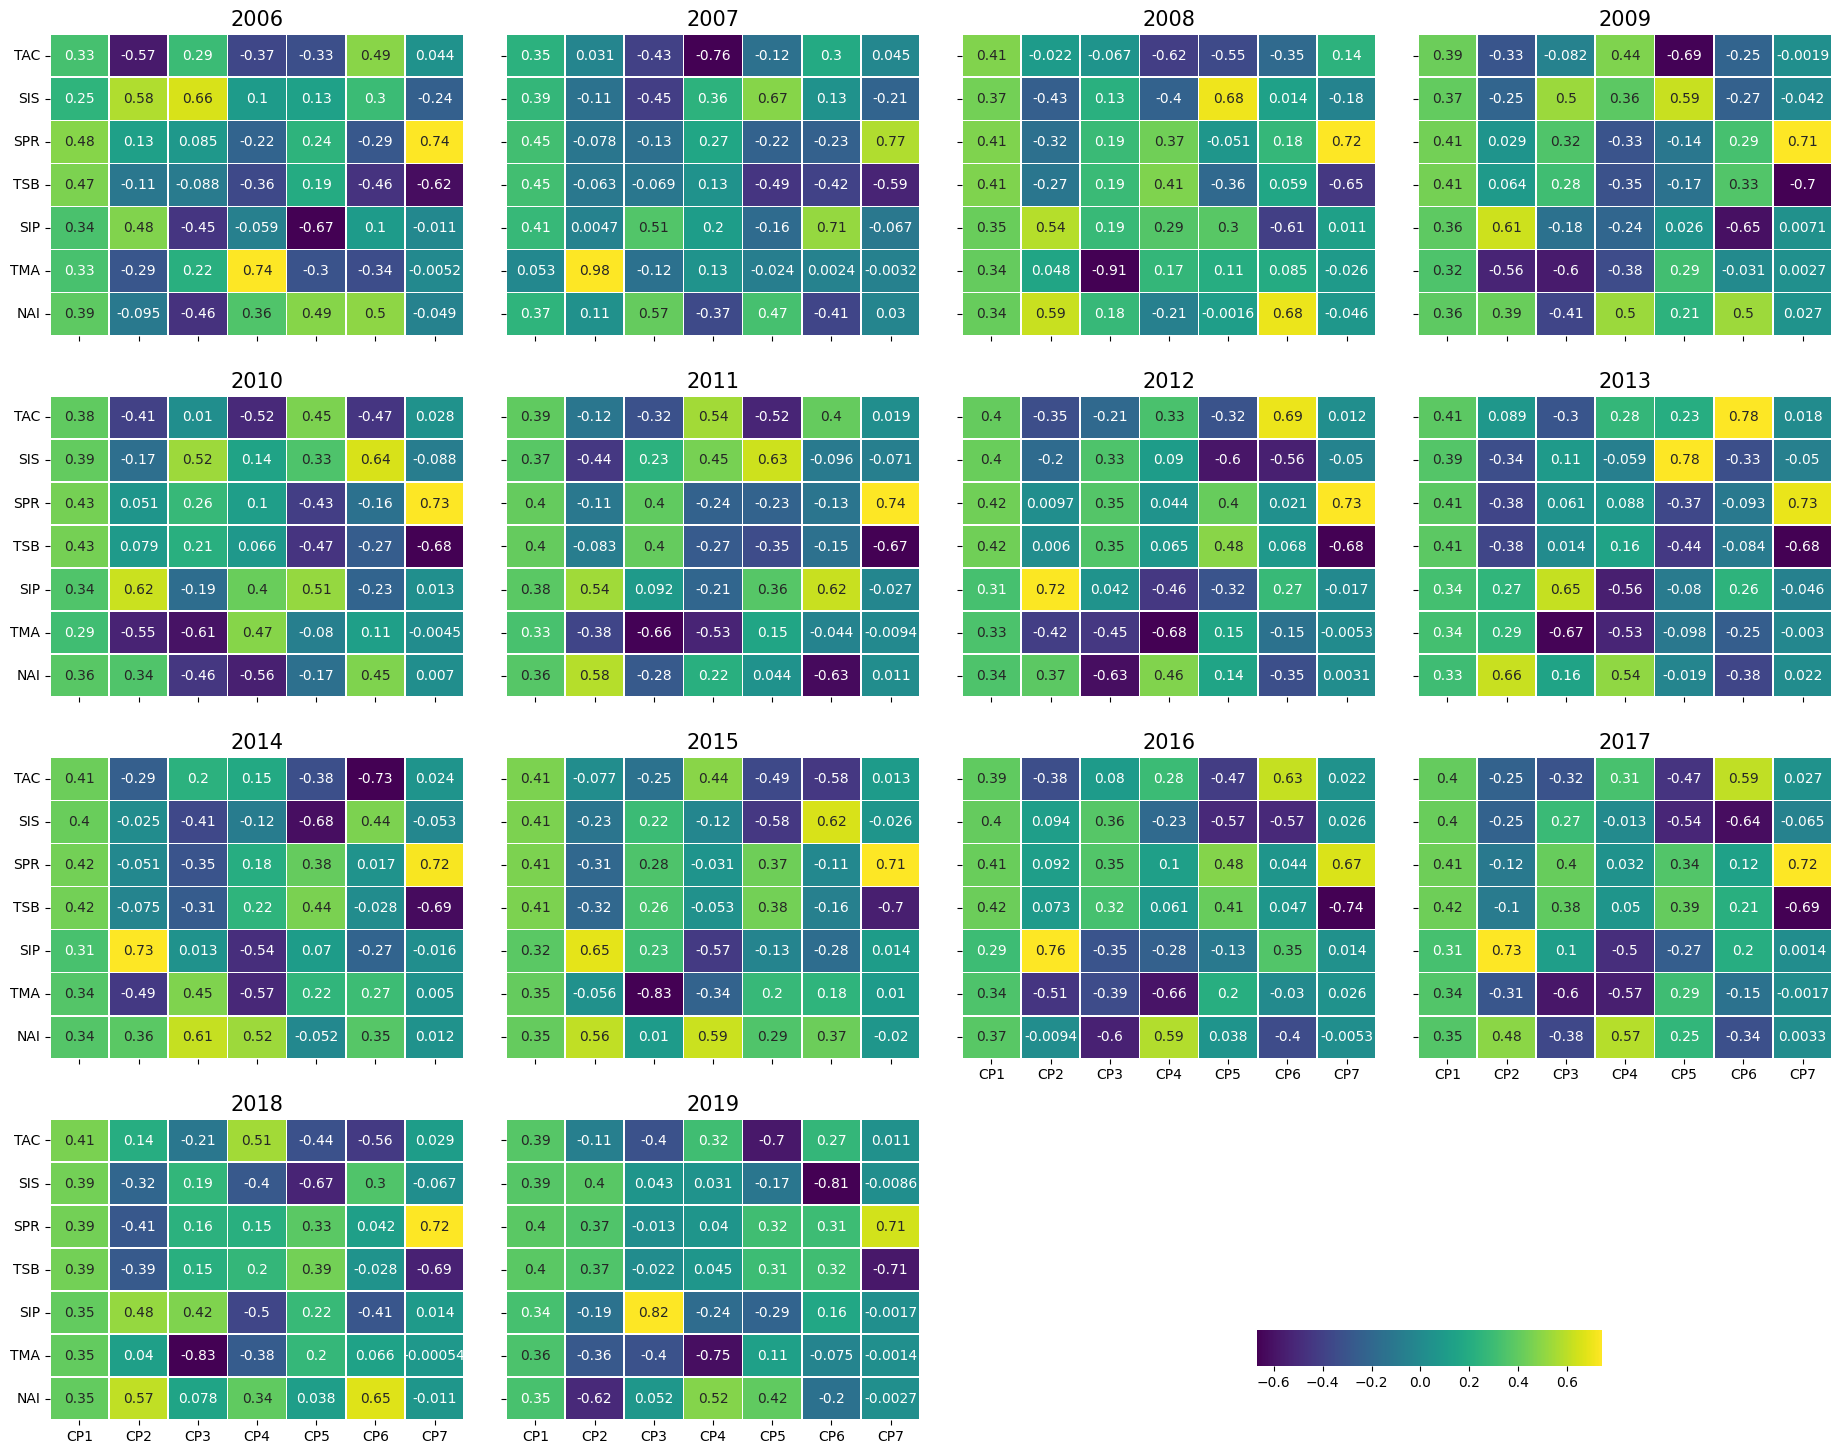 2006 2007 2008 2009
TAC 0.33 -0.57 0.29 -0.37 -0.33 0.49 0.044 0.35 0.031 -0.43 -0.76 -0.12 0.3 0.045 0.41 -0.022 -0.067 -0.62 -0.55 -0.35 0.14 0.39 -0.33 -0.082 0.44 -0.69 -0.25 -0.0019
SIS 0.25 0.58 0.66 0.1 0.13 0.3 -0.24 0.39 -0.11 -0.45 0.36 0.67 0.13 -0.21 0.37 -0.43 0.13 -0.4 0.68 0.014 -0.18 0.37 -0.25 0.5 0.36 0.59 -0.27 -0.042
SPR 0.48 0.13 0.085 -0.22 0.24 -0.29 0.74 0.45 -0.078 -0.13 0.27 -0.22 -0.23 0.77 0.41 -0.32 0.19 0.37 -0.051 0.18 0.72 0.41 0.029 0.32 -0.33 -0.14 0.29 0.71
TSB 0.47 -0.11 -0.088 -0.36 0.19 -0.46 -0.62 0.45 -0.063 -0.069 0.13 -0.49 -0.42 -0.59 0.41 -0.27 0.19 0.41 -0.36 0.059 -0.65 0.41 0.064 0.28 -0.35 -0.17 0.33 -0.7
SIP 0.34 0.48 -0.45 -0.059 -0.67 0.1 -0.011 0.41 0.0047 0.51 0.2 -0.16 0.71 -0.067 0.35 0.54 0.19 0.29 0.3 -0.61 0.011 0.36 0.61 -0.18 -0.24 0.026 -0.65 0.0071
TMA 0.33 -0.29 0.22 0.74 -0.3 -0.34 -0.0052 0.053 0.98 -0.12 0.13 -0.024 0.0024 -0.0032 0.34 0.048 -0.91 0.17 0.11 0.085 -0.026 0.32 -0.56 -0.6 -0.38 0.29 -0.031 0.0027
NAI 0.39 -0.095 -0.46 0.36 0.49 0.5 -0.049 0.37 0.11 0.57 -0.37 0.47 -0.41 0.03 0.34 0.59 0.18 -0.21 -0.0016 0.68 -0.046 0.36 0.39 -0.41 0.5 0.21 0.5 0.027
2010 2011 2012 2013
TAC 0.38 -0.41 0.01 -0.52 0.45 -0.47 0.028 0.39 -0.12 -0.32 0.54 -0.52 0.4 0.019 0.4 -0.35 -0.21 0.33 -0.32 0.69 0.012 0.41 0.089 -0.3 0.28 0.23 0.78 0.018
SIS 0.39 -0.17 0.52 0.14 0.33 0.64 -0.088 0.37 -0.44 0.23 0.45 0.63 -0.096 -0.071 0.4 -0.2 0.33 0.09 -0.6 -0.56 -0.05 0.39 -0.34 0.11 -0.059 0.78 -0.33 -0.05
SPR 0.43 0.051 0.26 0.1 -0.43 -0.16 0.73 0.4 -0.11 0.4 -0.24 -0.23 -0.13 0.74 0.42 0.0097 0.35 0.044 0.4 0.021 0.73 0.41 -0.38 0.061 0.088 -0.37 -0.093 0.73
TSB 0.43 0.079 0.21 0.066 -0.47 -0.27 -0.68 0.4 -0.083 0.4 -0.27 -0.35 -0.15 -0.67 0.42 0.006 0.35 0.065 0.48 0.068 -0.68 0.41 -0.38 0.014 0.16 -0.44 -0.084 -0.68
SIP 0.34 0.62 -0.19 0.4 0.51 -0.23 0.013 0.38 0.54 0.092 -0.21 0.36 0.62 -0.027 0.31 0.72 0.042 -0.46 -0.32 0.27 -0.017 0.34 0.27 0.65 -0.56 -0.08 0.26 -0.046
TMA 0.29 -0.55 -0.61 0.47 -0.08 0.11 -0.0045 0.33 -0.38 -0.66 -0.53 0.15 -0.044 -0.0094 0.33 -0.42 -0.45 -0.68 0.15 -0.15 -0.0053 0.34 0.29 -0.67 -0.53 -0.098 -0.25 -0.003
NAI 0.36 0.34 -0.46 -0.56 -0.17 0.45 0.007 0.36 0.58 -0.28 0.22 0.044 -0.63 0.011 0.34 0.37 -0.63 0.46 0.14 -0.35 0.0031 0.33 0.66 0.16 0.54 -0.019 -0.38 0.022
2014 2015 2016 2017
TAC 0.41 -0.29 0.2 0.15 -0.38 -0.73 0.024 0.41 -0.077 -0.25 0.44 -0.49 -0.58 0.013 0.39 -0.38 0.08 0.28 -0.47 0.63 0.022 0.4 -0.25 -0.32 0.31 -0.47 0.59 0.027
SIS 0.4 -0.025 -0.41 -0.12 -0.68 0.44 -0.053 0.41 -0.23 0.22 -0.12 -0.58 0.62 -0.026 0.4 0.094 0.36 -0.23 -0.57 -0.57 0.026 0.4 -0.25 0.27 -0.013 -0.54 -0.64 -0.065
SPR 0.42 -0.051 -0.35 0.18 0.38 0.017 0.72 0.41 -0.31 0.28 -0.031 0.37 -0.11 0.71 0.41 0.092 0.35 0.1 0.48 0.044 0.67 0.41 -0.12 0.4 0.032 0.34 0.12 0.72
TSB 0.42 -0.075 -0.31 0.22 0.44 -0.028 -0.69 0.41 -0.32 0.26 -0.053 0.38 -0.16 -0.7 0.42 0.073 0.32 0.061 0.41 0.047 -0.74 0.42 -0.1 0.38 0.05 0.39 0.21 -0.69
SIP 0.31 0.73 0.013 -0.54 0.07 -0.27 -0.016 0.32 0.65 0.23 -0.57 -0.13 -0.28 0.014 0.29 0.76 -0.35 -0.28 -0.13 0.35 0.014 0.31 0.73 0.1 -0.5 -0.27 0.2 0.0014
TMA 0.34 -0.49 0.45 -0.57 0.22 0.27 0.005 0.35 -0.056 -0.83 -0.34 0.2 0.18 0.01 0.34 -0.51 -0.39 -0.66 0.2 -0.03 0.026 0.34 -0.31 -0.6 -0.57 0.29 -0.15 -0.0017
NAI 0.34 0.36 0.61 0.52 -0.052 0.35 0.012 0.35 0.56 0.01 0.59 0.29 0.37 -0.02 0.37 -0.0094 -0.6 0.59 0.038 -0.4 -0.0053 0.35 0.48 -0.38 0.57 0.25 -0.34 0.0033
CP1 CP2 CP3 CP4 CP5 CP6 CP7 CP1 CP2 CP3 CP4 CP5 CP6 CP7
2018 2019
TAC 0.41 0.14 -0.21 0.51 -0.44 -0.56 0.029 0.39 -0.11 -0.4 0.32 -0.7 0.27 0.011
SIS 0.39 -0.32 0.19 -0.4 -0.67 0.3 -0.067 0.39 0.4 0.043 0.031 -0.17 -0.81 -0.0086
SPR 0.39 -0.41 0.16 0.15 0.33 0.042 0.72 0.4 0.37 -0.013 0.04 0.32 0.31 0.71
TSB 0.39 -0.39 0.15 0.2 0.39 -0.028 -0.69 0.4 0.37 -0.022 0.045 0.31 0.32 -0.71
SIP 0.35 0.48 0.42 -0.5 0.22 -0.41 0.014 0.34 -0.19 0.82 -0.24 -0.29 0.16 -0.0017
TMA 0.35 0.04 -0.83 -0.38 0.2 0.066 -0.00054 0.36 -0.36 -0.4 -0.75 0.11 -0.075 -0.0014
NAI 0.35 0.57 0.078 0.34 0.038 0.65 -0.011 0.35 -0.62 0.052 0.52 0.42 -0.2 -0.0027
CP1 CP2 CP3 CP4 CP5 CP6 CP7 CP1 CP2 CP3 CP4 CP5 CP6 CP7
−0.6 −0.4 −0.2 0.0 0.2 0.4 0.6